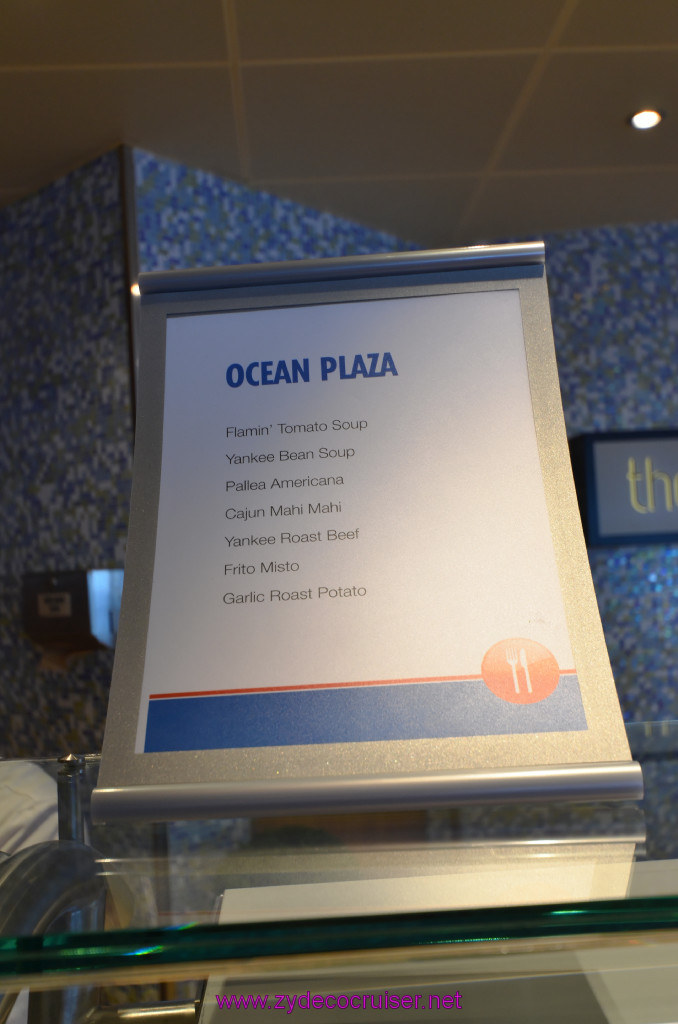 OCEAN PLAZA
Flamin' Tomato Soup
Yankee Bean Soup
Pallea Americana
Cajun Mahi Mahi
Yankee Roast Beef
Frito Misto
Garlic Roast Potato
the
www.zydecocruiser.net